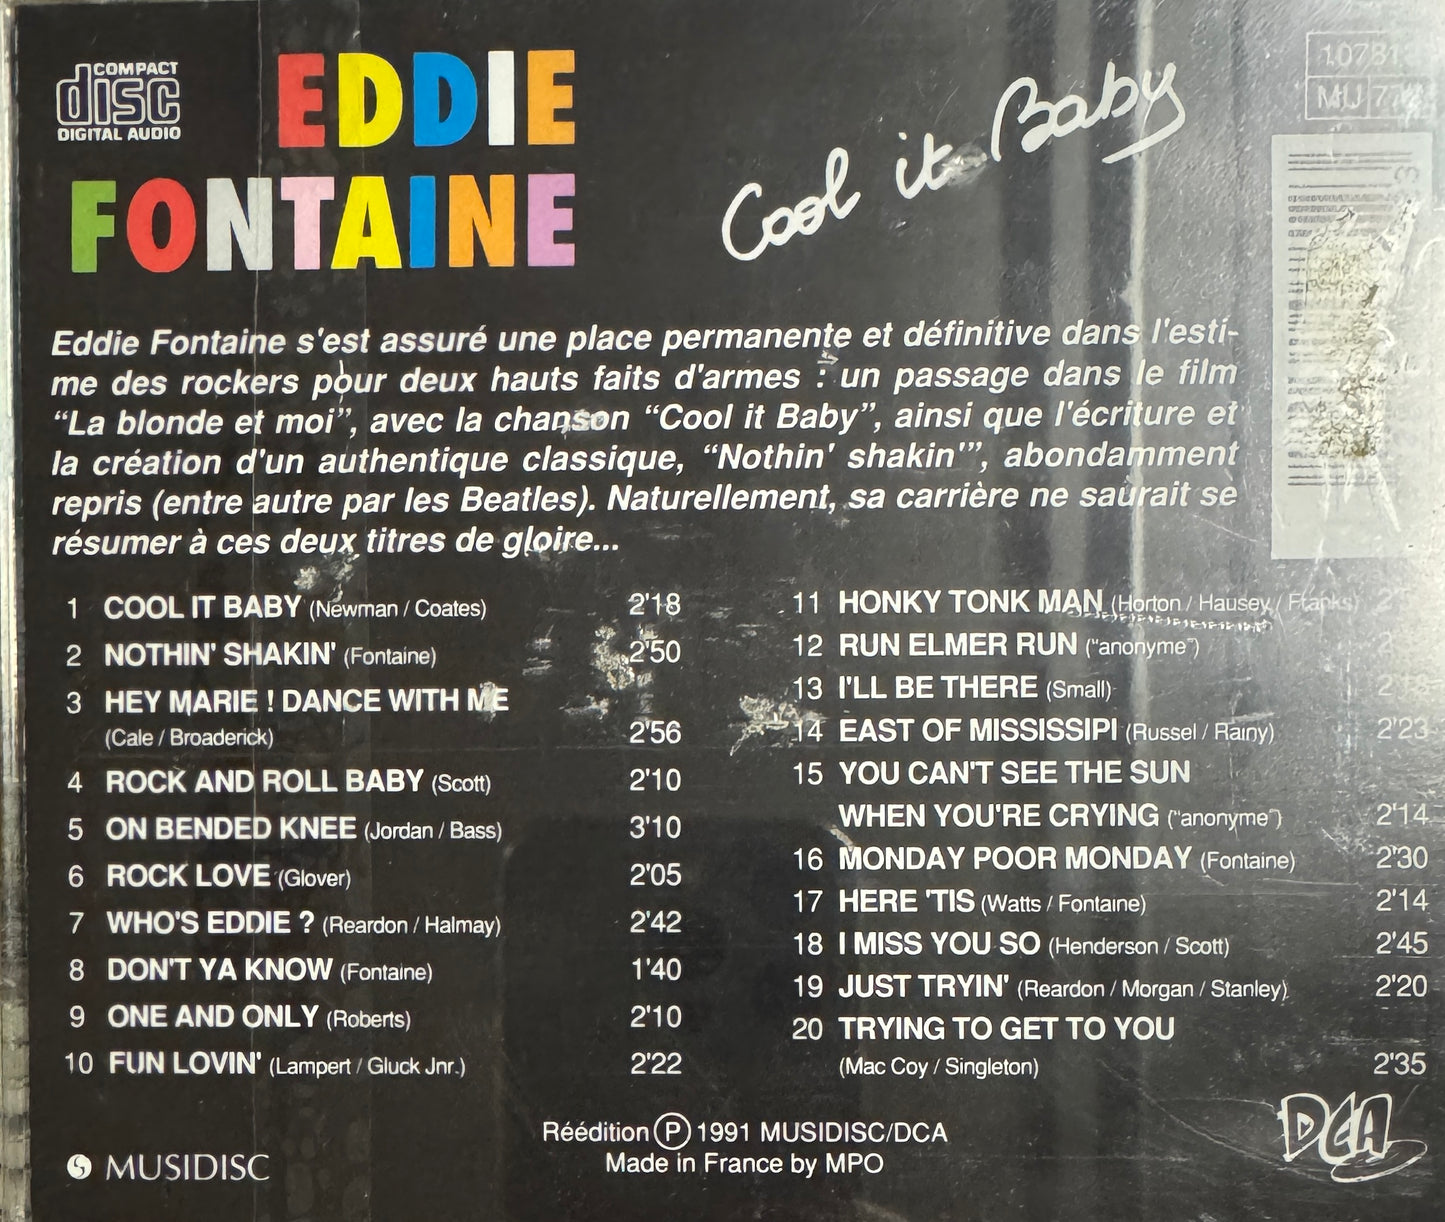 COMPACT
disc
DIGITAL AUDIO
EDDIE
FONTAINE
Cool it Baby
MU
Eddie Fontaine s'est assuré une place permanente et définitive dans l'esti-
me des rockers pour deux hauts faits d'armes : un passage dans le film
“La blonde et moi”, avec la chanson “Cool it Baby”, ainsi que l'écriture et
la création d'un authentique classique, “Nothin' shakin'”, abondamment
repris (entre autre par les Beatles). Naturellement, sa carrière ne saurait se
résumer à ces deux titres de gloire...
1 COOL IT BABY (Newman / Coates) 2'18
2 NOTHIN' SHAKIN' (Fontaine) 2'50
3 HEY MARIE ! DANCE WITH ME
(Cale / Broaderick) 2'56
4 ROCK AND ROLL BABY (Scott) 2'10
5 ON BENDED KNEE (Jordan / Bass) 3'10
6 ROCK LOVE (Glover) 2'05
7 WHO'S EDDIE ? (Reardon / Halmay) 2'42
8 DON'T YA KNOW (Fontaine) 1'40
9 ONE AND ONLY (Roberts) 2'10
10 FUN LOVIN' (Lampert / Gluck Jnr.) 2'22
11 HONKY TONK MAN (Horton / Hausey / Franks)
12 RUN ELMER RUN (“anonyme”)
13 I'LL BE THERE (Small)
14 EAST OF MISSISSIPI (Russel / Rainy) 2'23
15 YOU CAN'T SEE THE SUN
WHEN YOU'RE CRYING (“anonyme”) 2'14
16 MONDAY POOR MONDAY (Fontaine) 2'30
17 HERE 'TIS (Watts / Fontaine) 2'14
18 I MISS YOU SO (Henderson / Scott) 2'45
19 JUST TRYIN' (Reardon / Morgan / Stanley) 2'20
20 TRYING TO GET TO YOU
(Mac Coy / Singleton) 2'35
Réédition Ⓟ 1991 MUSIDISC/DCA
Made in France by MPO
MUSIDISC
DCA